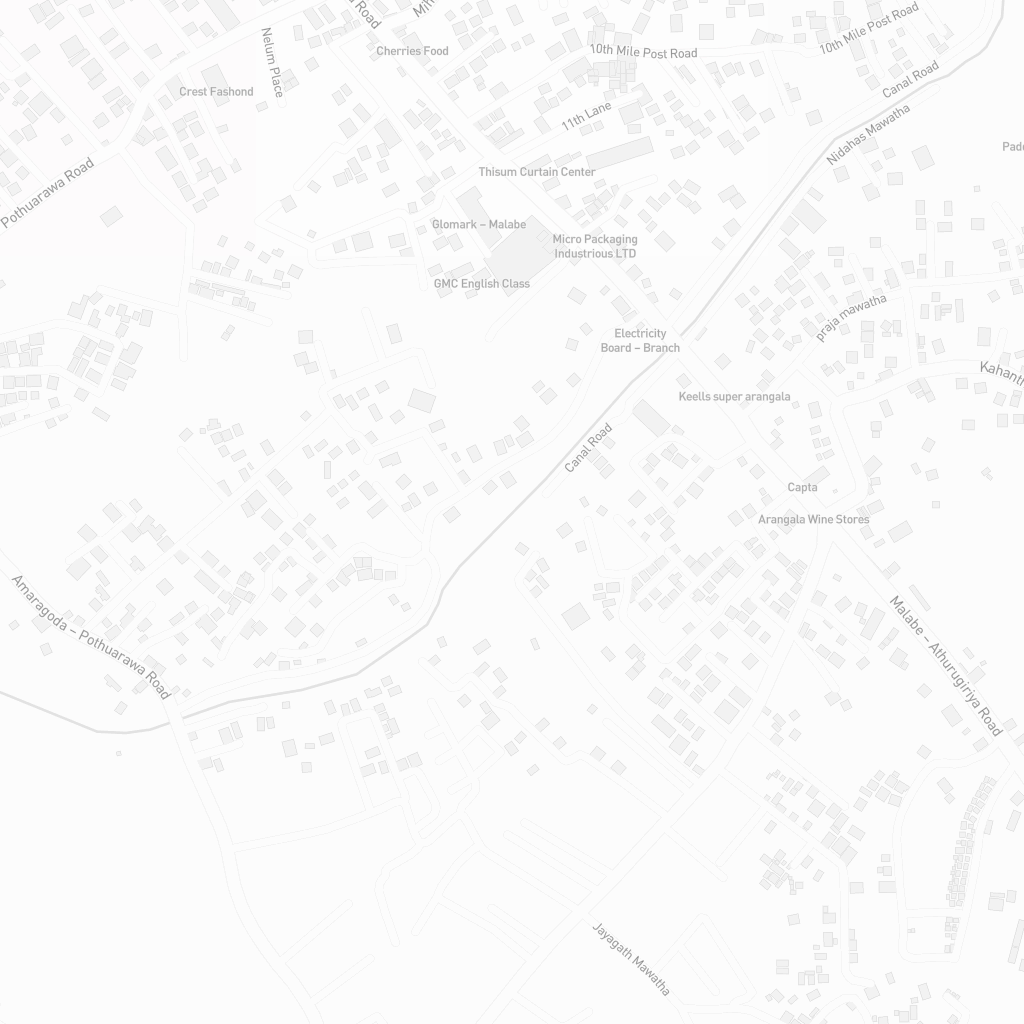 Road
10th Mile Post Road
Nelum Place
Cherries Food
10th Mile Post Road
Crest Fashond
Canal Road
11th Lane
Nidahas Mawatha
Pothuarawa Road
Thisum Curtain Center
Glomark – Malabe
Micro Packaging
Industrious LTD
GMC English Class
praja mawatha
Electricity
Board – Branch
Keells super arangala
Canal Road
Capta
Arangala Wine Stores
Amaragoda – Pothuarawa Road
Malabe – Athurugiriya Road
Jayagath Mawatha